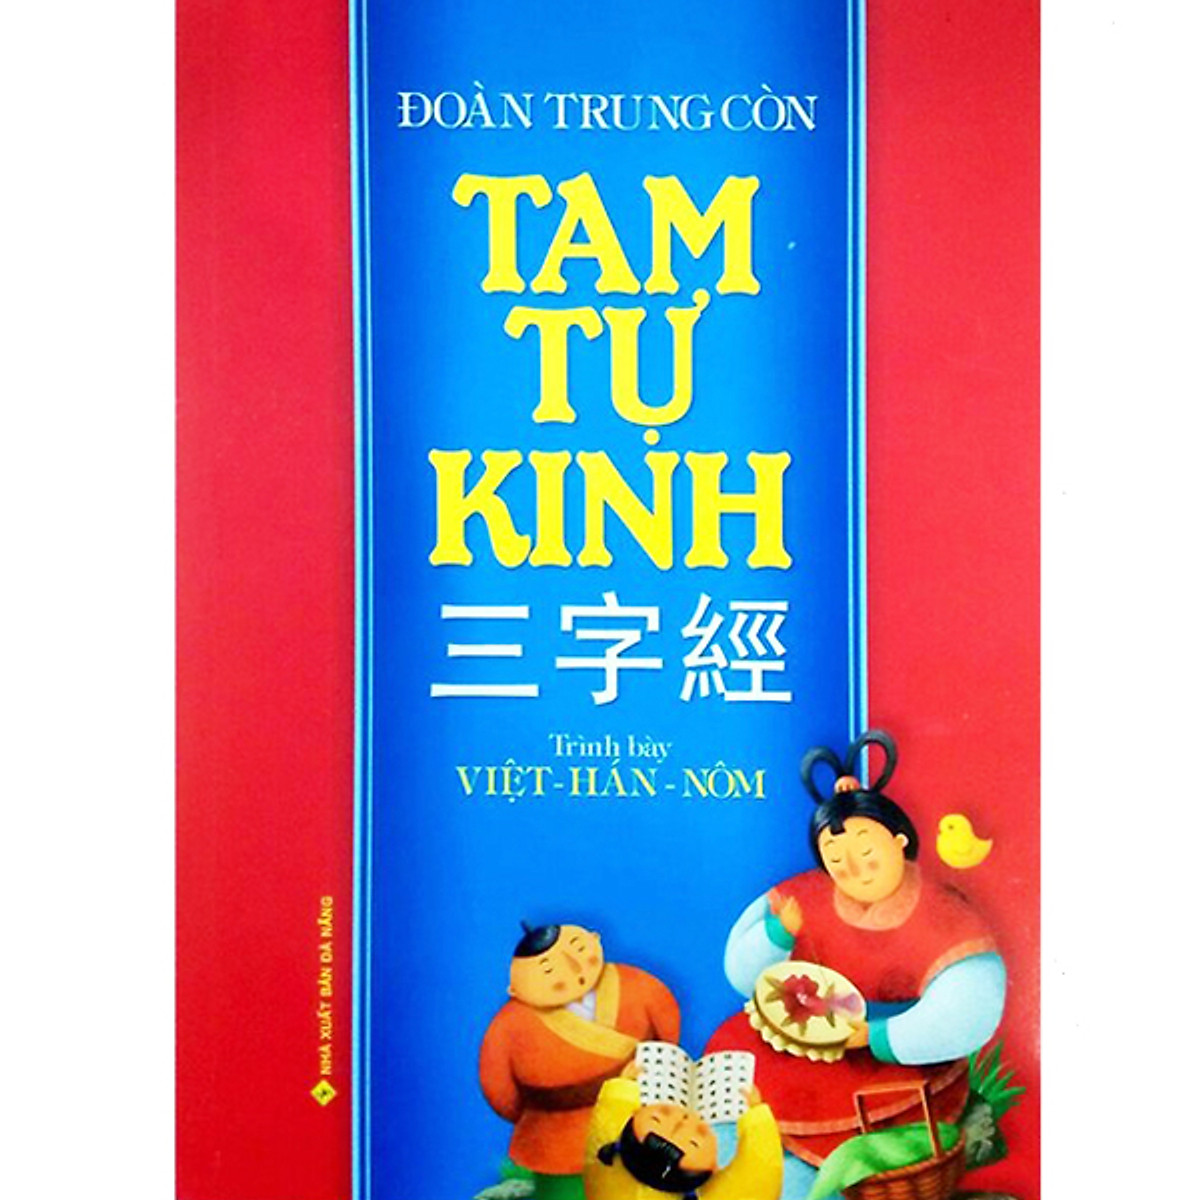 ĐOÀN TRUNG CÒN
TAM
TỰ
KINH
三字經
Trình bày
VIỆT-HÁN-NÔM
NHÀ XUẤT BẢN ĐÀ NẴNG